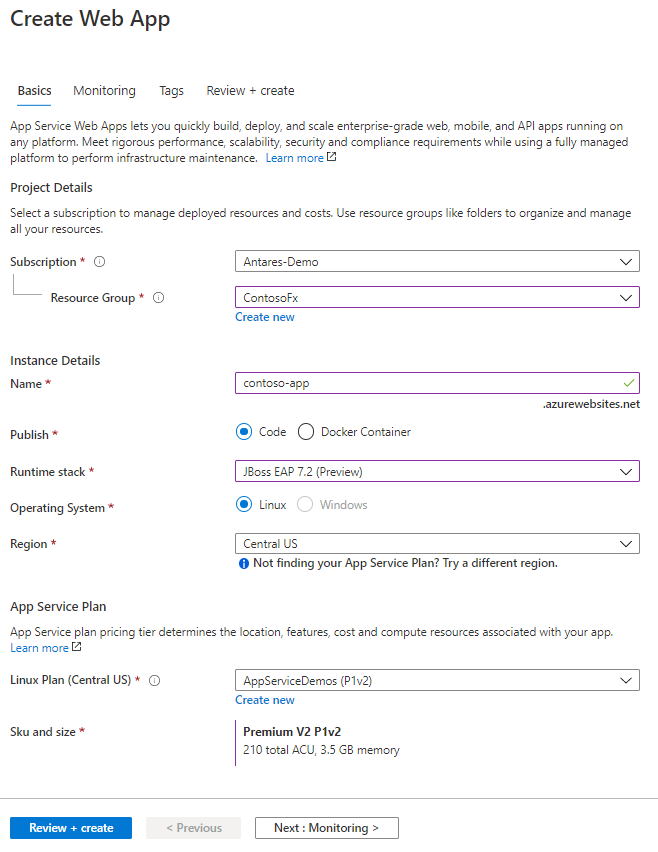 Create Web App
Basics Monitoring Tags Review + create
App Service Web Apps lets you quickly build, deploy, and scale enterprise-grade web, mobile, and API apps running on
any platform. Meet rigorous performance, scalability, security and compliance requirements while using a fully managed
platform to perform infrastructure maintenance. Learn more
Project Details
Select a subscription to manage deployed resources and costs. Use resource groups like folders to organize and manage
all your resources.
Subscription * Antares-Demo
Resource Group * ContosoFx
Create new
Instance Details
Name * contoso-app
.azurewebsites.net
Publish * Code Docker Container
Runtime stack * JBoss EAP 7.2 (Preview)
Operating System * Linux Windows
Region * Central US
Not finding your App Service Plan? Try a different region.
App Service Plan
App Service plan pricing tier determines the location, features, cost and compute resources associated with your app.
Learn more
Linux Plan (Central US) * AppServiceDemos (P1v2)
Create new
Sku and size * Premium V2 P1v2
210 total ACU, 3.5 GB memory
Review + create < Previous Next : Monitoring >